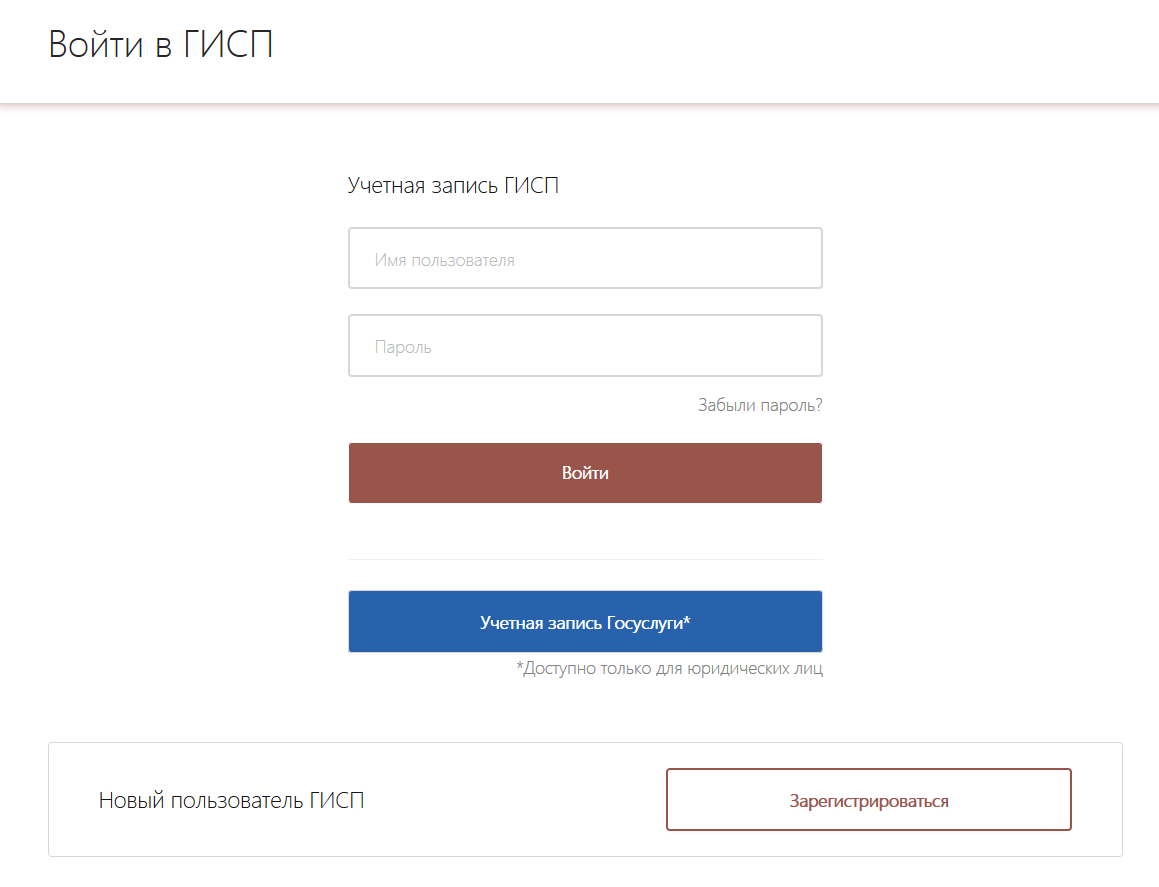 Войти в ГИСП
Учетная запись ГИСП
Имя пользователя
Пароль
Забыли пароль?
Войти
Учетная запись Госуслуги*
*Доступно только для юридических лиц
Новый пользователь ГИСП
Зарегистрироваться